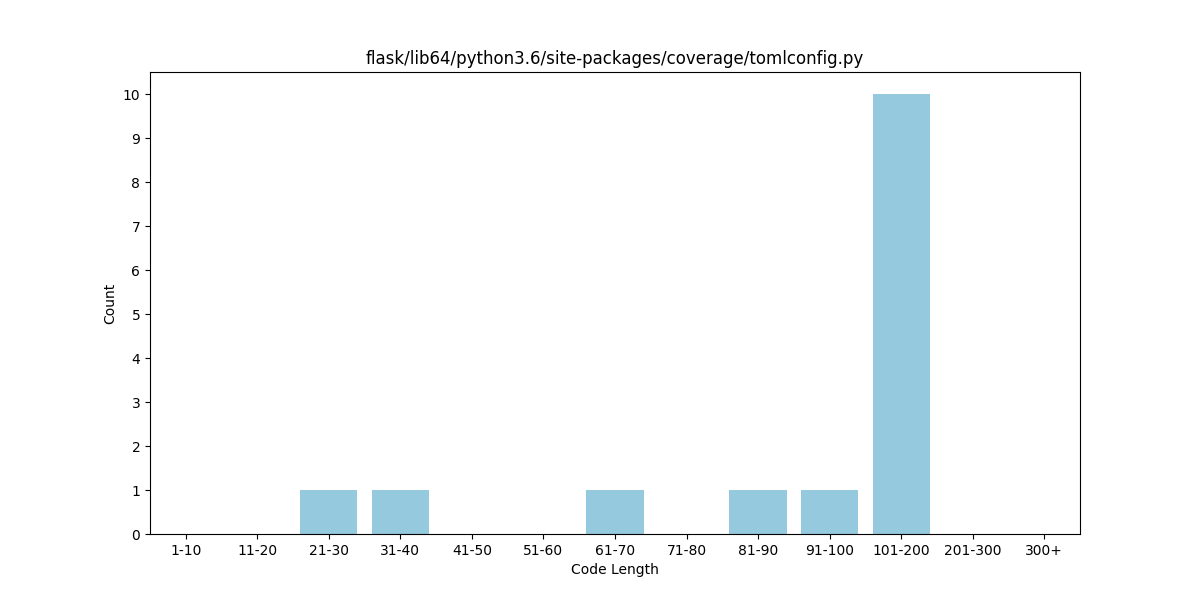 flask/lib64/python3.6/site-packages/coverage/tomlconfig.py
10
9
8
7
6
5
4
3
2
1
0
Count
1-10 11-20 21-30 31-40 41-50 51-60 61-70 71-80 81-90 91-100 101-200 201-300 300+
Code Length